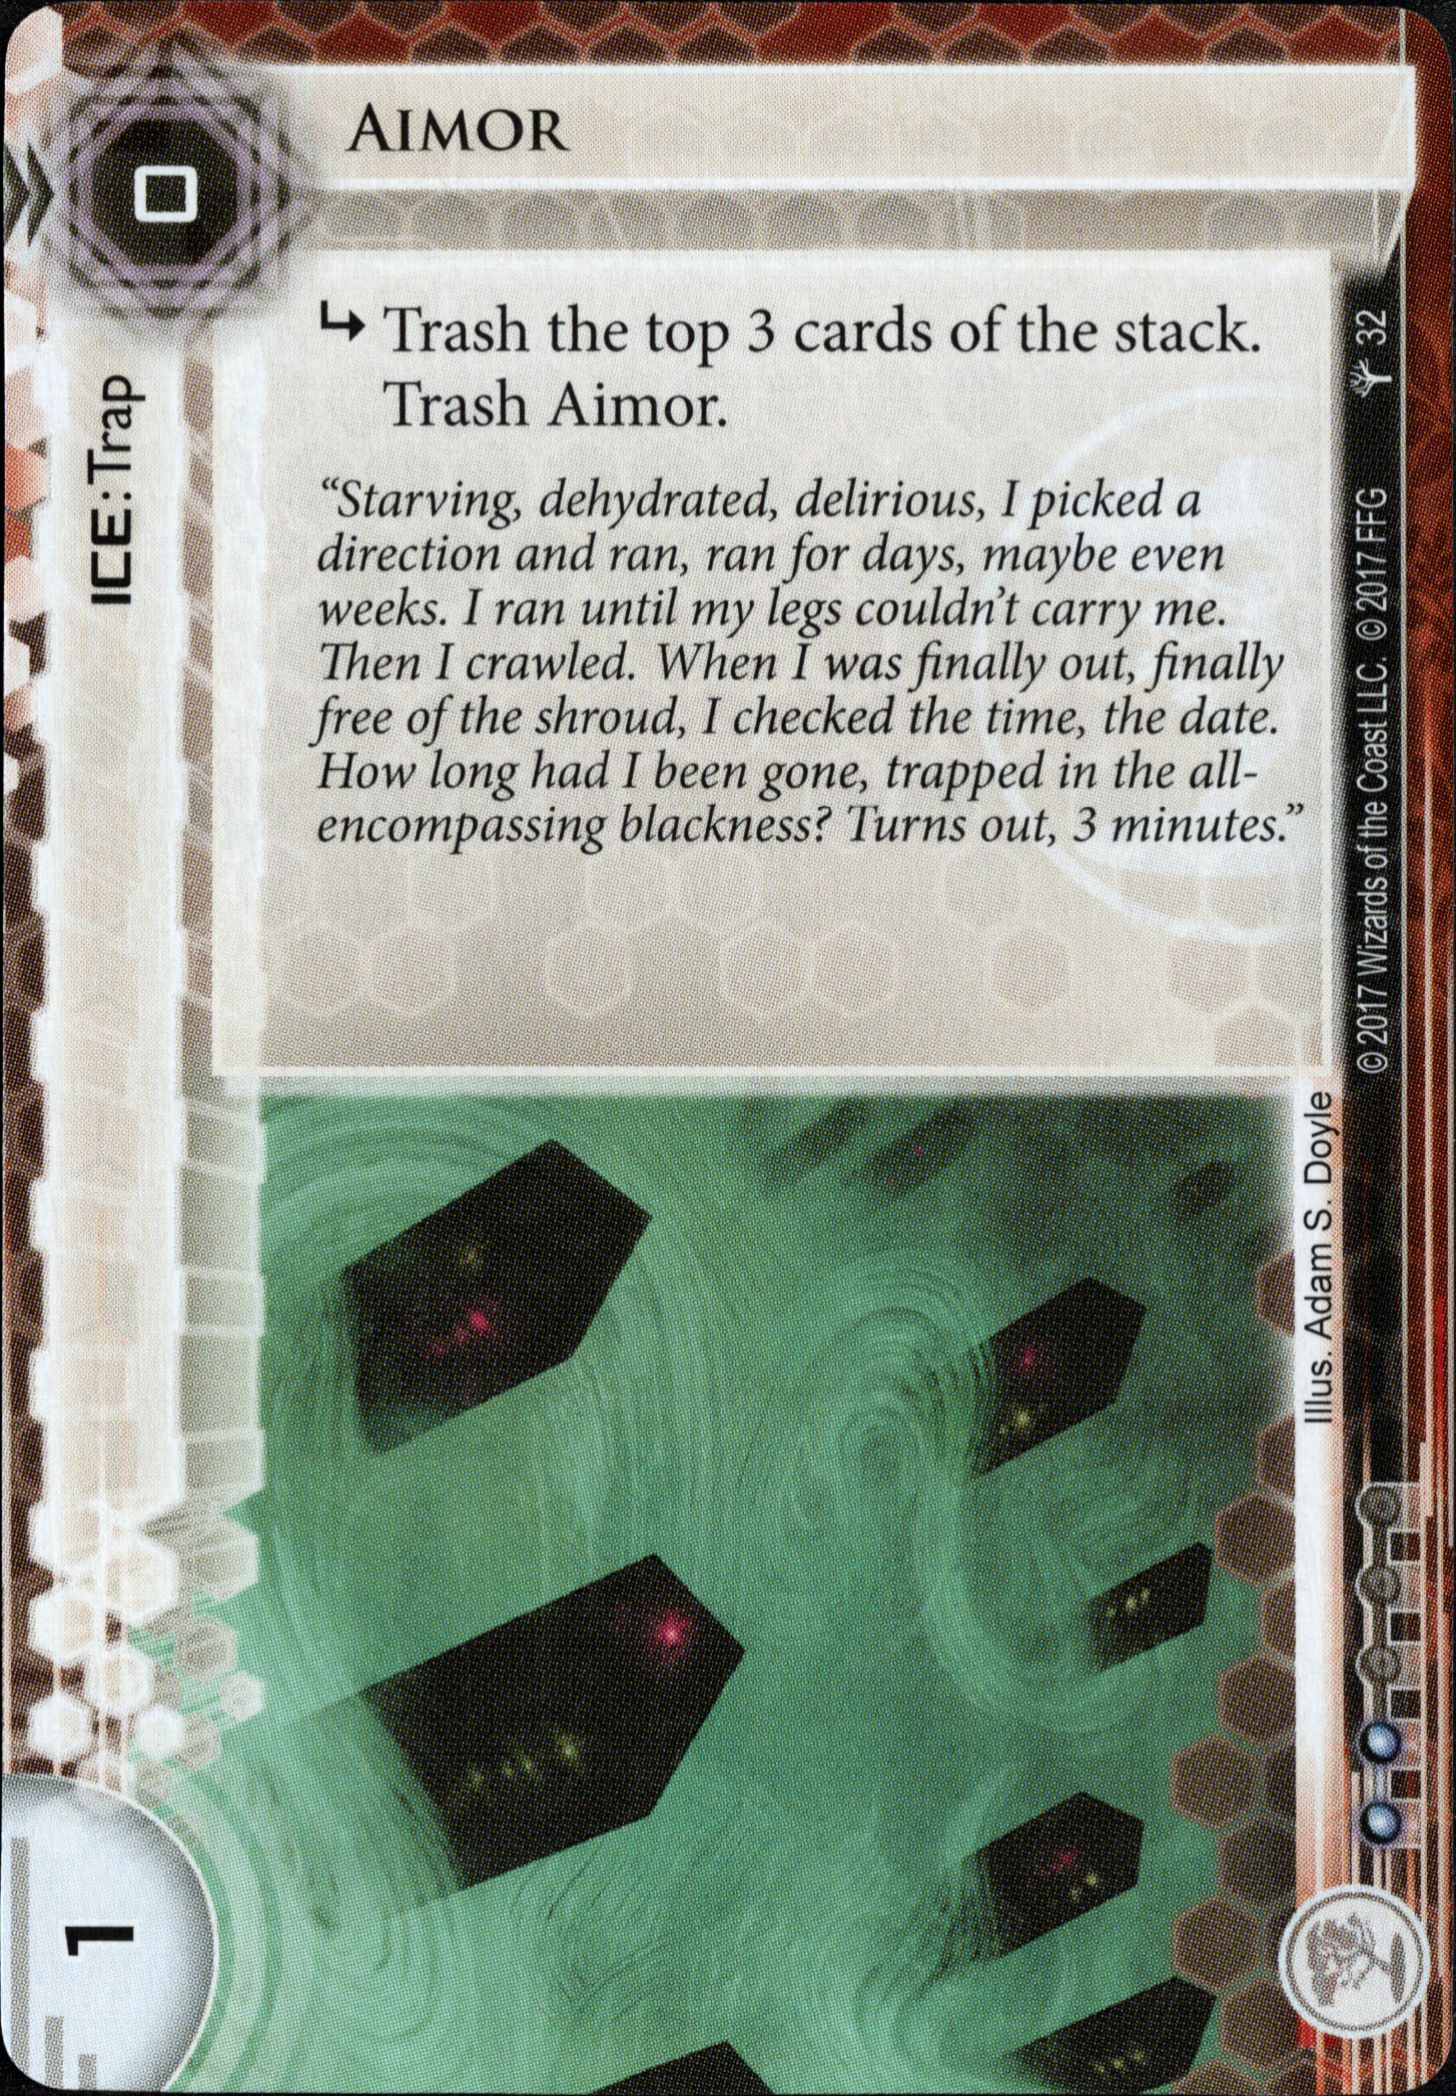 AIMOR
ICE: Trap
Trash the top 3 cards of the stack.
Trash Aimor.
“Starving, dehydrated, delirious, I picked a
direction and ran, ran for days, maybe even
weeks. I ran until my legs couldn’t carry me.
Then I crawled. When I was finally out, finally
free of the shroud, I checked the time, the date.
How long had I been gone, trapped in the all-
encompassing blackness? Turns out, 3 minutes.”
1
Illus. Adam S. Doyle
© 2017 Wizards of the Coast LLC. © 2017 FFG 32